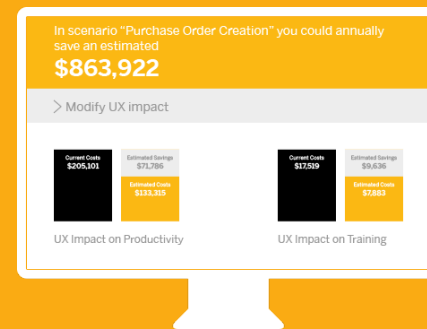 In scenario “Purchase Order Creation” you could annually
save an estimated
$863,922
> Modify UX impact
Current Costs
$205,101
Estimated Savings
$71,786
Estimated Costs
$133,315
UX Impact on Productivity
Current Costs
$17,519
Estimated Savings
$9,636
Estimated Costs
$7,883
UX Impact on Training